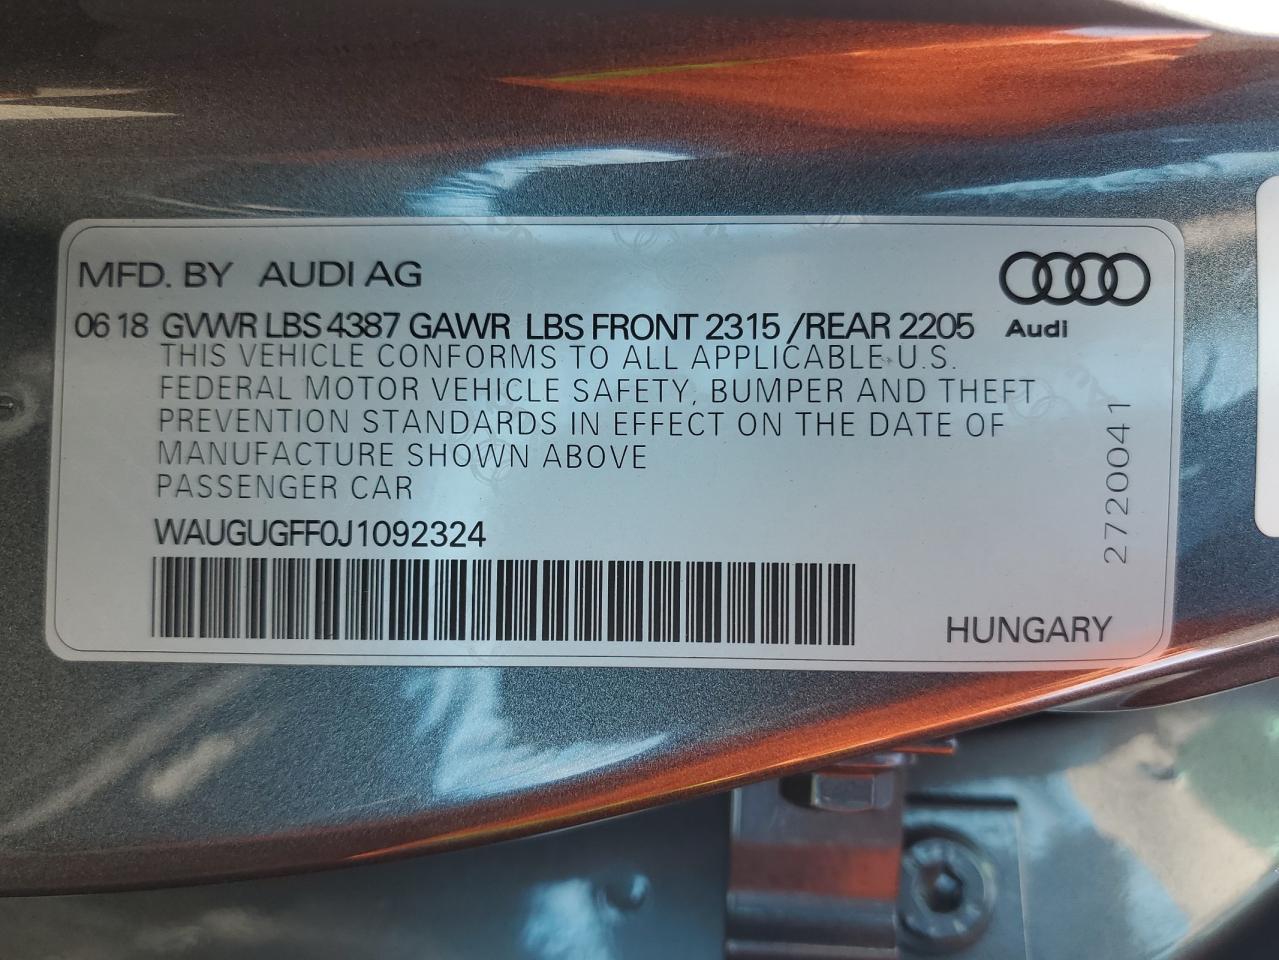 MFD. BY AUDI AG
06 18 GVWR LBS 4387 GAWR LBS FRONT 2315 /REAR 2205
Audi
THIS VEHICLE CONFORMS TO ALL APPLICABLE U.S.
FEDERAL MOTOR VEHICLE SAFETY, BUMPER AND THEFT
PREVENTION STANDARDS IN EFFECT ON THE DATE OF
MANUFACTURE SHOWN ABOVE
PASSENGER CAR
WAUGUGFF0J1092324
HUNGARY
2720041